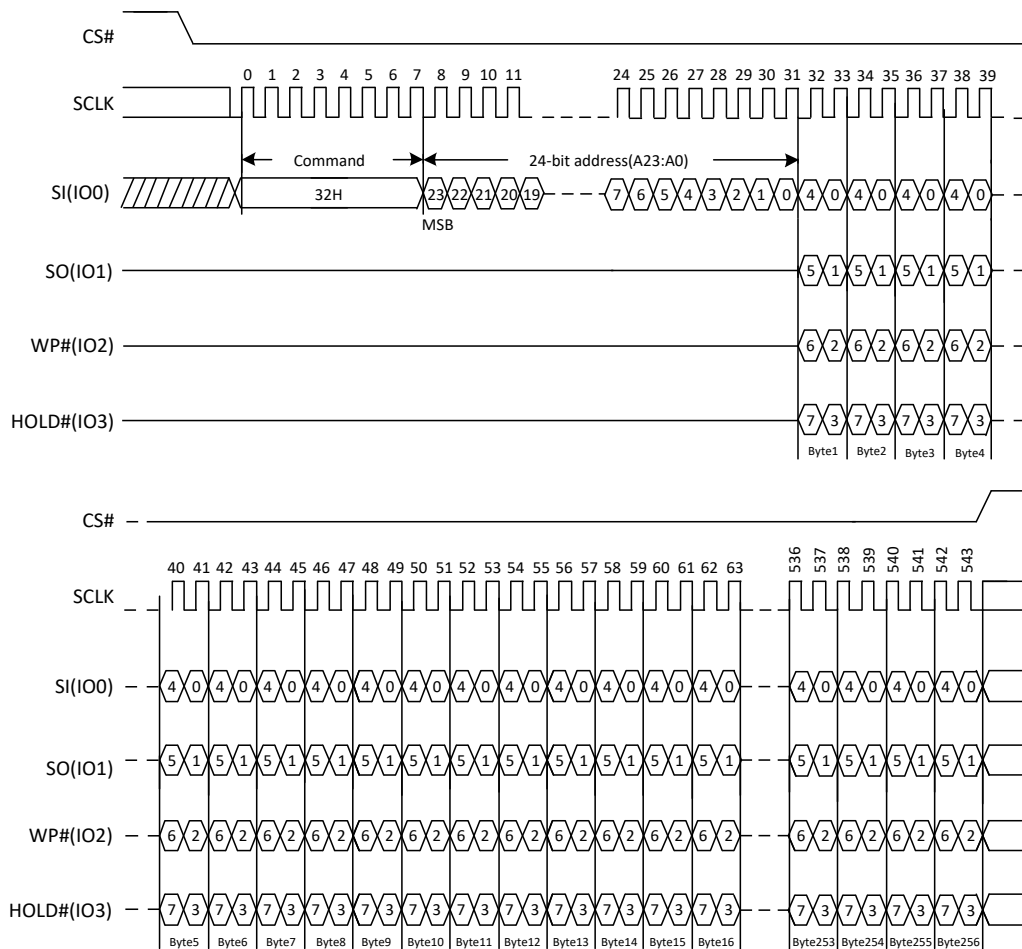 CS#
0 1 2 3 4 5 6 7 8 9 10 11 24 25 26 27 28 29 30 31 32 33 34 35 36 37 38 39
SCLK
Command 24-bit address(A23:A0)
SI(IO0) 32H 23 22 21 20 19 7 6 5 4 3 2 1 0 4 0 4 0 4 0 4 0
MSB
SO(IO1) 5 1 5 1 5 1 5 1
WP#(IO2) 6 2 6 2 6 2 6 2
HOLD#(IO3) 7 3 7 3 7 3 7 3
Byte1 Byte2 Byte3 Byte4
CS#
40 41 42 43 44 45 46 47 48 49 50 51 52 53 54 55 56 57 58 59 60 61 62 63 536 537 538 539 540 541 542 543
SCLK
SI(IO0) 4 0 4 0 4 0 4 0 4 0 4 0 4 0 4 0 4 0 4 0 4 0 4 0 4 0 4 0 4 0 4 0
SO(IO1) 5 1 5 1 5 1 5 1 5 1 5 1 5 1 5 1 5 1 5 1 5 1 5 1 5 1 5 1 5 1 5 1
WP#(IO2) 6 2 6 2 6 2 6 2 6 2 6 2 6 2 6 2 6 2 6 2 6 2 6 2 6 2 6 2 6 2 6 2
HOLD#(IO3) 7 3 7 3 7 3 7 3 7 3 7 3 7 3 7 3 7 3 7 3 7 3 7 3 7 3 7 3 7 3 7 3
Byte5 Byte6 Byte7 Byte8 Byte9 Byte10 Byte11 Byte12 Byte13 Byte14 Byte15 Byte16 Byte253 Byte254 Byte255 Byte256